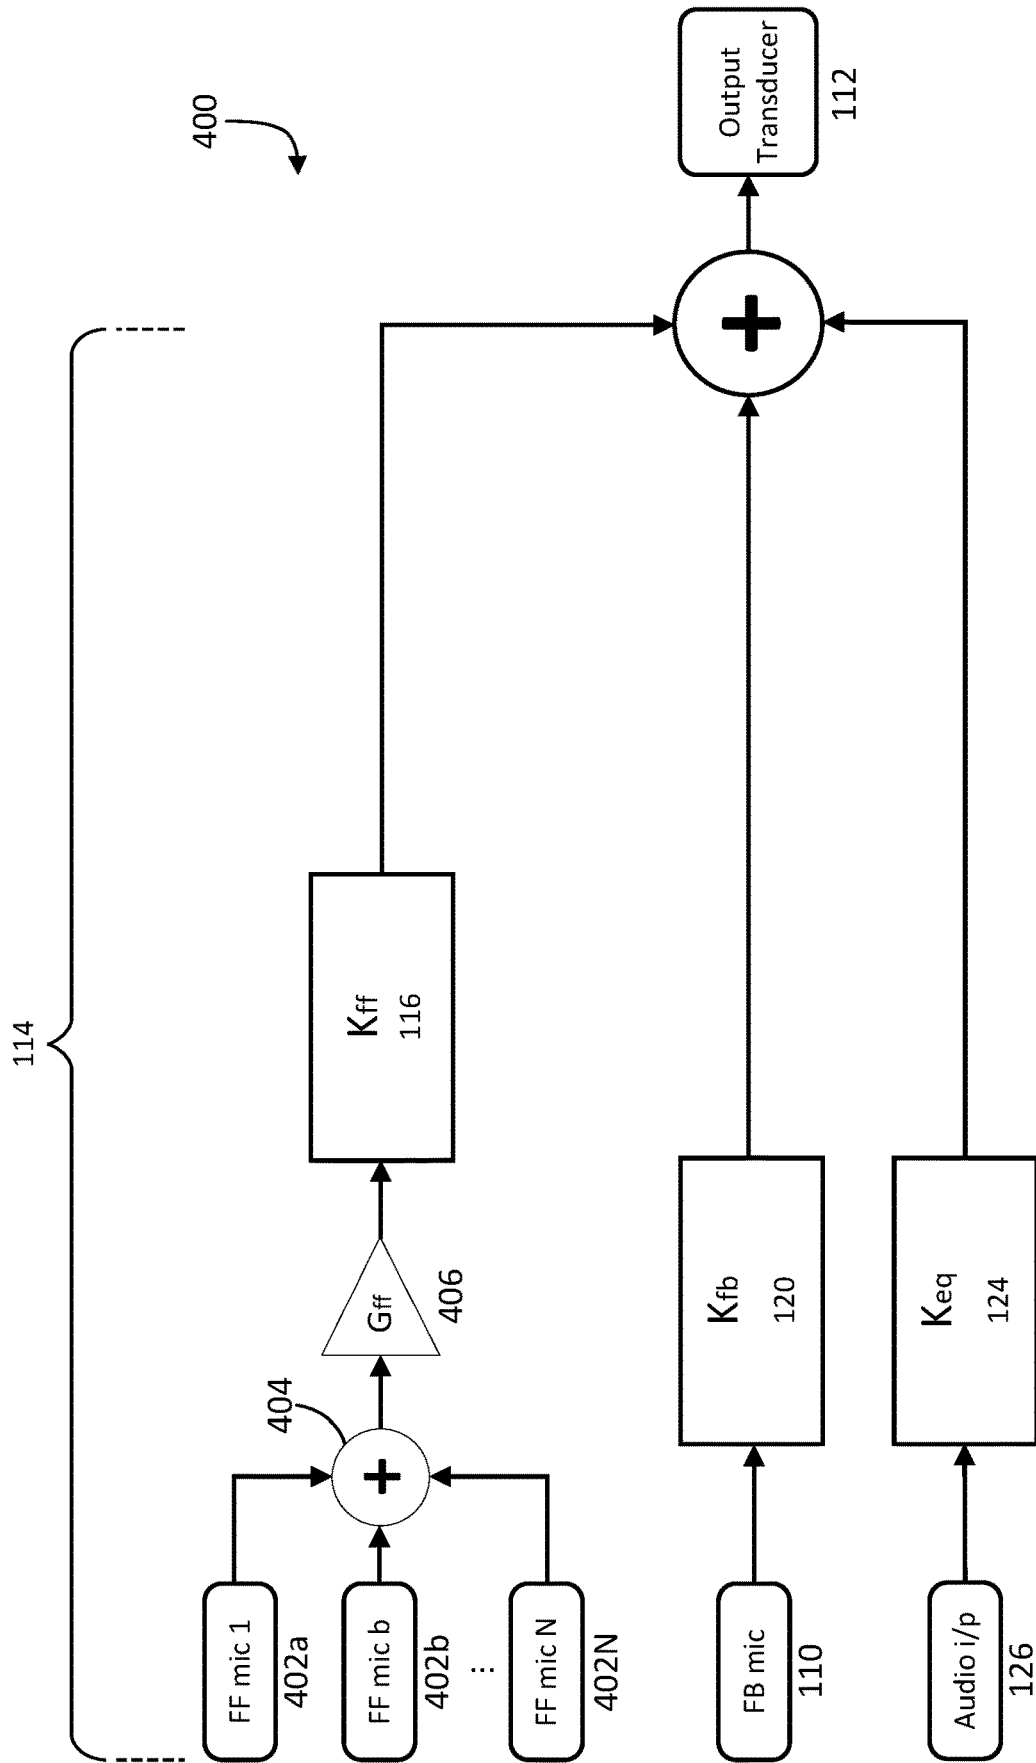 114
400
FF mic 1
402a
FF mic b
402b
...
402N
FF mic N
404
+
Gff
406
Kff
116
FB mic
110
Kfb
120
Audio i/p
126
Keq
124
+
Output
Transducer
112